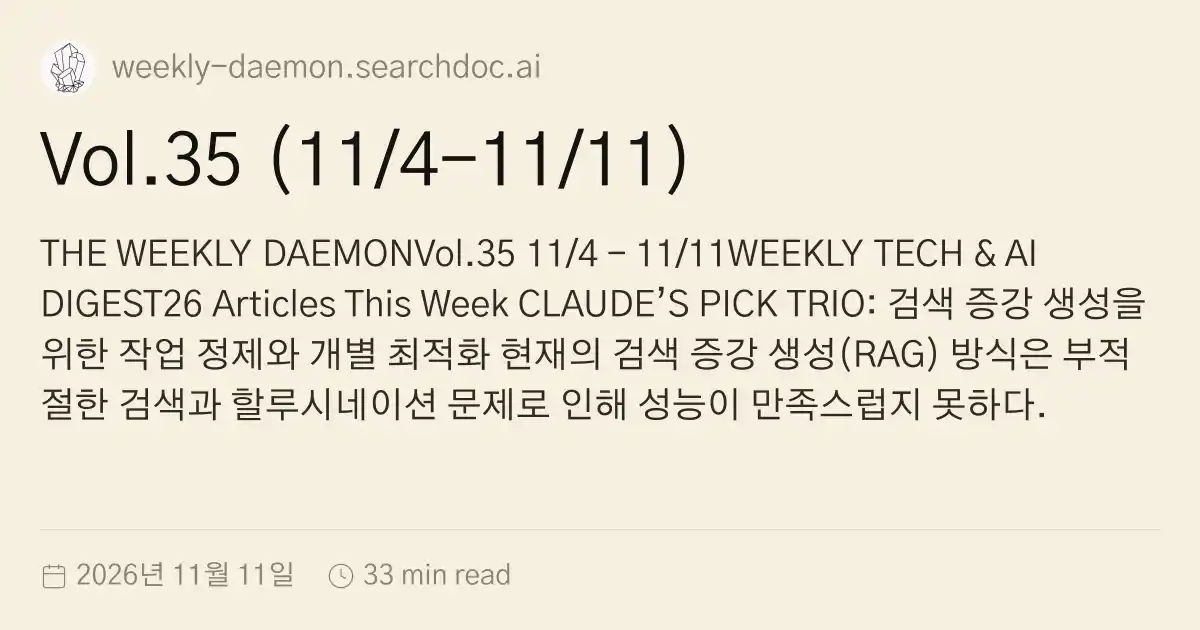 weekly-daemon.searchdoc.ai
Vol.35 (11/4-11/11)
THE WEEKLY DAEMONVol.35 11/4 - 11/11WEEKLY TECH & AI
DIGEST26 Articles This Week CLAUDE’S PICK TRIO: 검색 증강 생성을
위한 작업 정제와 개별 최적화 현재의 검색 증강 생성(RAG) 방식은 부적
절한 검색과 할루시네이션 문제로 인해 성능이 만족스럽지 못하다.
2026년 11월 11일 33 min read